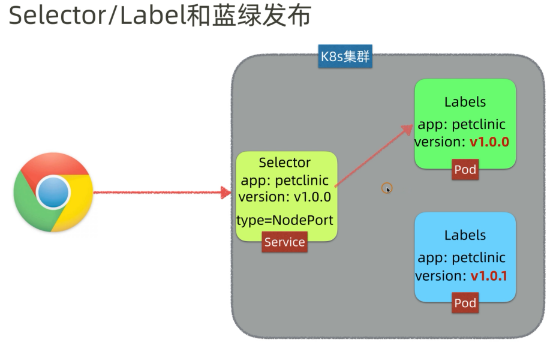 Selector/Label和蓝绿发布
K8s集群
Labels
app: petclinic
version: v1.0.0
Pod
Selector
app: petclinic
version: v1.0.0
type=NodePort
Service
Labels
app: petclinic
version: v1.0.1
Pod